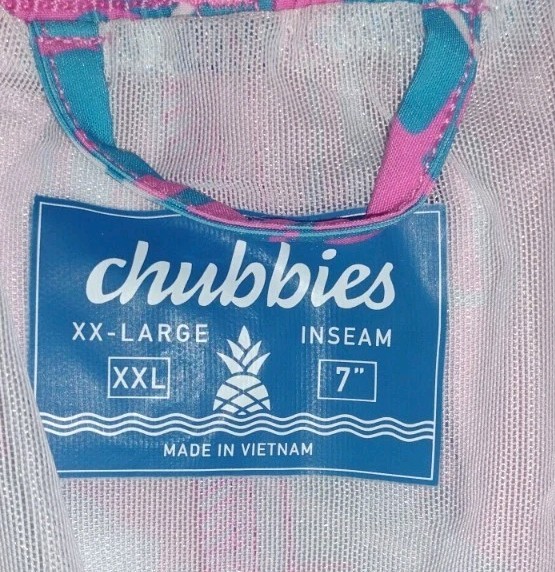 chubbies
XX-LARGE INSEAM
XXL 7"
MADE IN VIETNAM